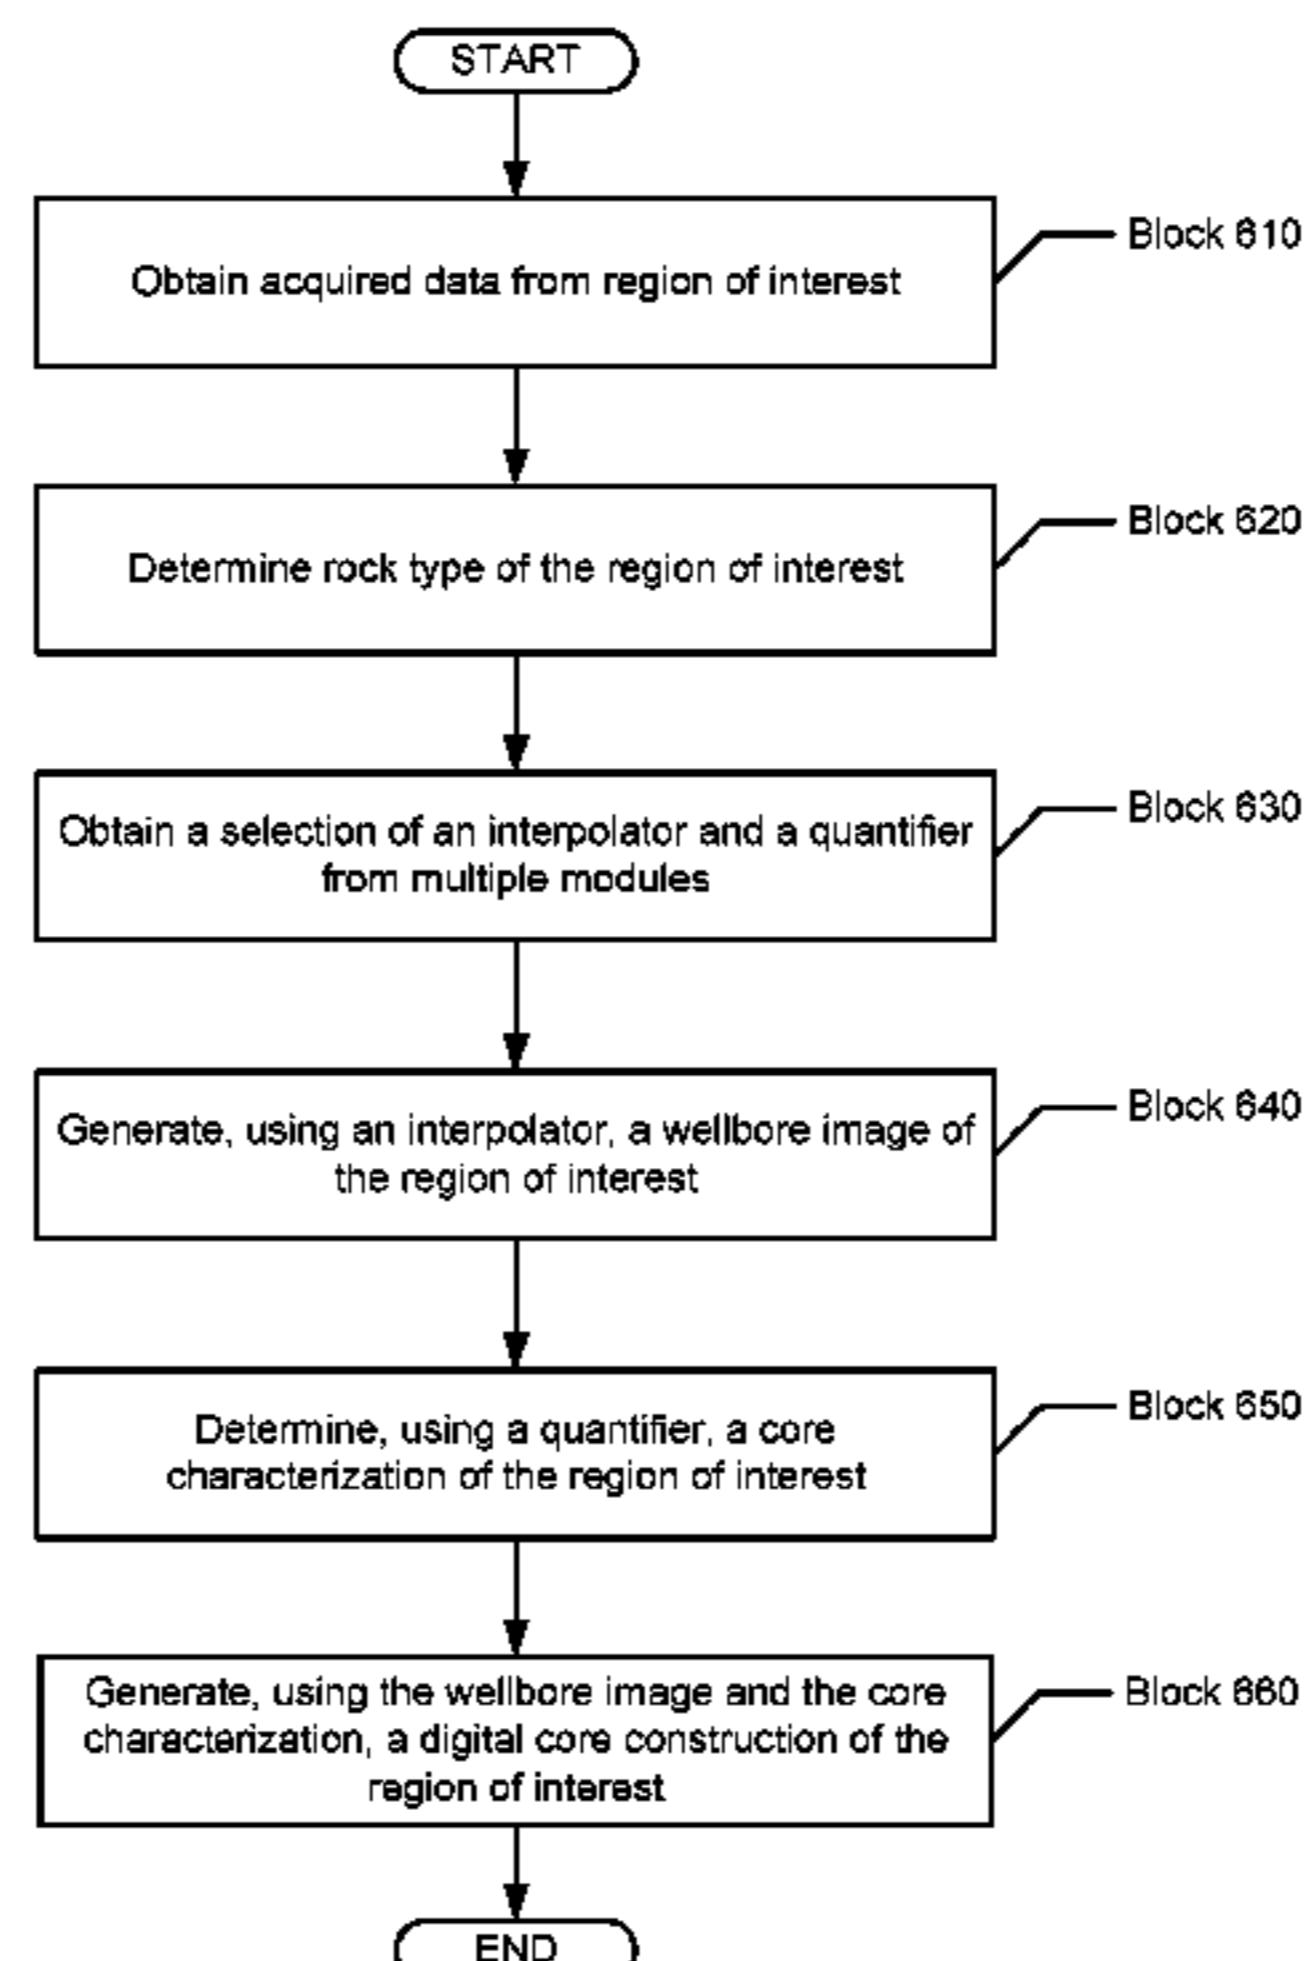 START
Obtain acquired data from region of interest
Block 610
Determine rock type of the region of interest
Block 620
Obtain a selection of an interpolator and a quantifier
from multiple modules
Block 630
Generate, using an interpolator, a wellbore image of
the region of interest
Block 640
Determine, using a quantifier, a core
characterization of the region of interest
Block 650
Generate, using the wellbore image and the core
characterization, a digital core construction of the
region of interest
Block 660
END